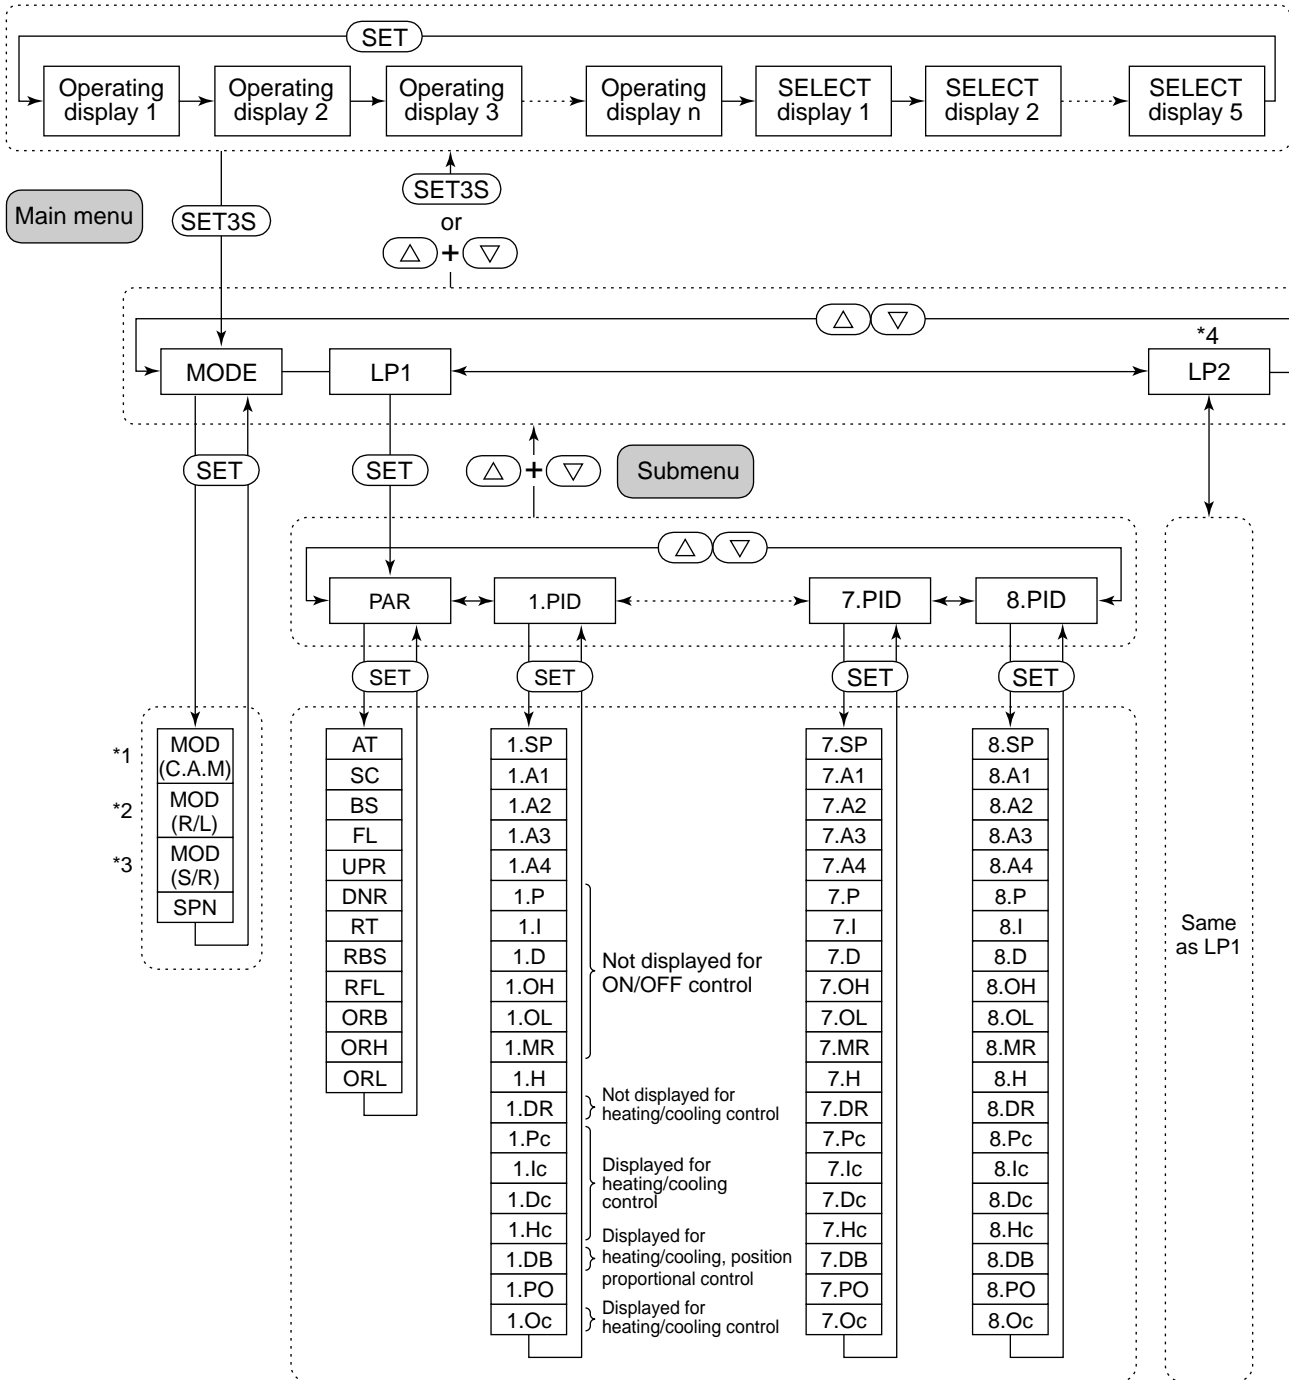 SET
Operating
display 1
Operating
display 2
Operating
display 3
Operating
display n
SELECT
display 1
SELECT
display 2
SELECT
display 5
Main menu
SET3S
SET3S
or
△ + ▽
△ ▽
*4
MODE
LP1
LP2
SET
SET
△ + ▽
Submenu
△ ▽
PAR
1.PID
7.PID
8.PID
SET
SET
SET
SET
*1
MOD
(C.A.M)
*2
MOD
(R/L)
*3
MOD
(S/R)
SPN
AT
SC
BS
FL
UPR
DNR
RT
RBS
RFL
ORB
ORH
ORL
1.SP
1.A1
1.A2
1.A3
1.A4
1.P
1.I
1.D
1.OH
1.OL
1.MR
1.H
1.DR
1.Pc
1.Ic
1.Dc
1.Hc
1.DB
1.PO
1.Oc
Not displayed for
ON/OFF control
Not displayed for
heating/cooling control
Displayed for
heating/cooling
control
Displayed for
heating/cooling, position
proportional control
Displayed for
heating/cooling control
7.SP
7.A1
7.A2
7.A3
7.A4
7.P
7.I
7.D
7.OH
7.OL
7.MR
7.H
7.DR
7.Pc
7.Ic
7.Dc
7.Hc
7.DB
7.PO
7.Oc
8.SP
8.A1
8.A2
8.A3
8.A4
8.P
8.I
8.D
8.OH
8.OL
8.MR
8.H
8.DR
8.Pc
8.Ic
8.Dc
8.Hc
8.DB
8.PO
8.Oc
Same
as LP1